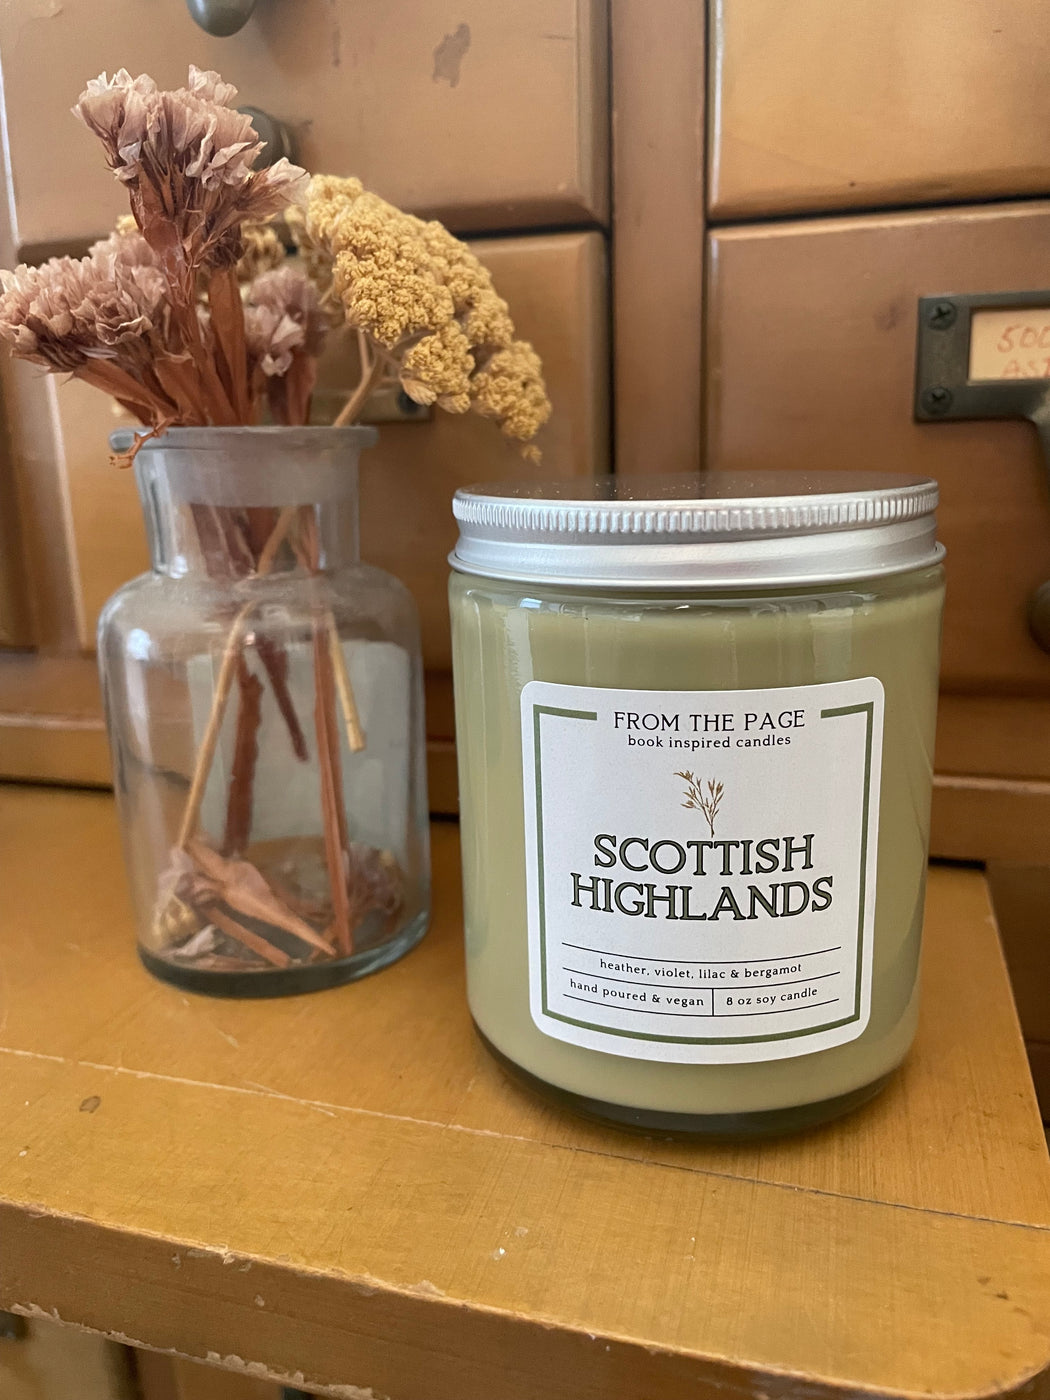 FROM THE PAGE
book inspired candles
SCOTTISH
HIGHLANDS
heather, violet, lilac & bergamot
hand poured & vegan
8 oz soy candle